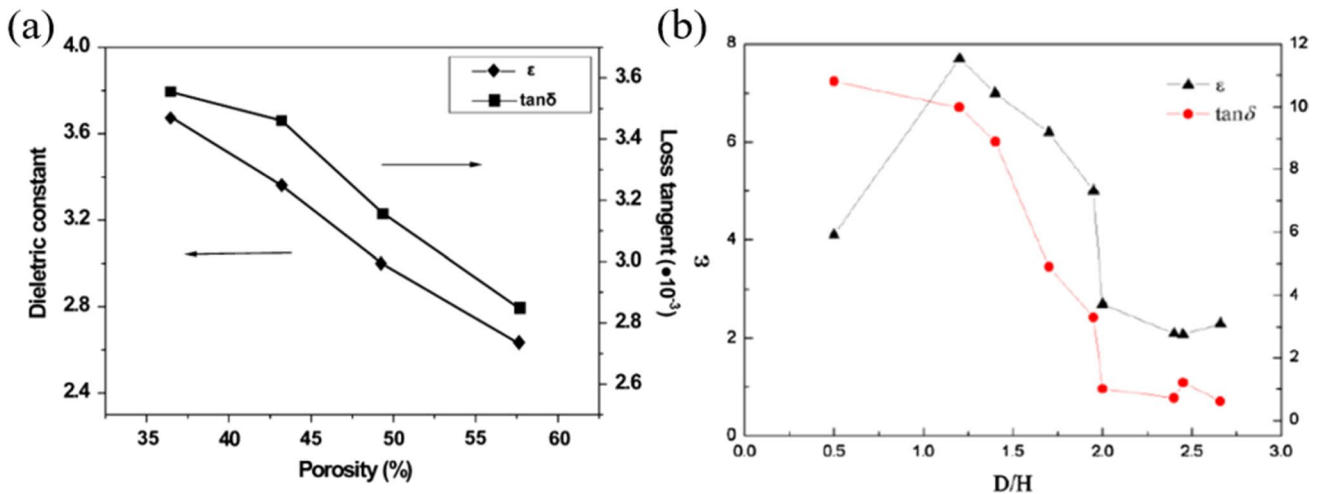 (a)
4.0
3.6
3.2
2.8
2.4
Dieletric constant
35 40 45 50 55 60
Porosity (%)
ε
tanδ
3.6
3.4
3.2
3.0
2.8
2.6
Loss tangent (●10⁻³)
(b)
8
6
4
2
0
ε
0.0 0.5 1.0 1.5 2.0 2.5 3.0
D/H
ε
tanδ
12
10
8
6
4
2
0